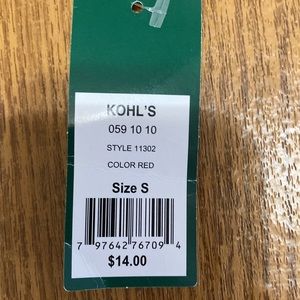 KOHL'S
059 10 10
STYLE 11302
COLOR RED
Size S
7 97642 76709 4
$14.00